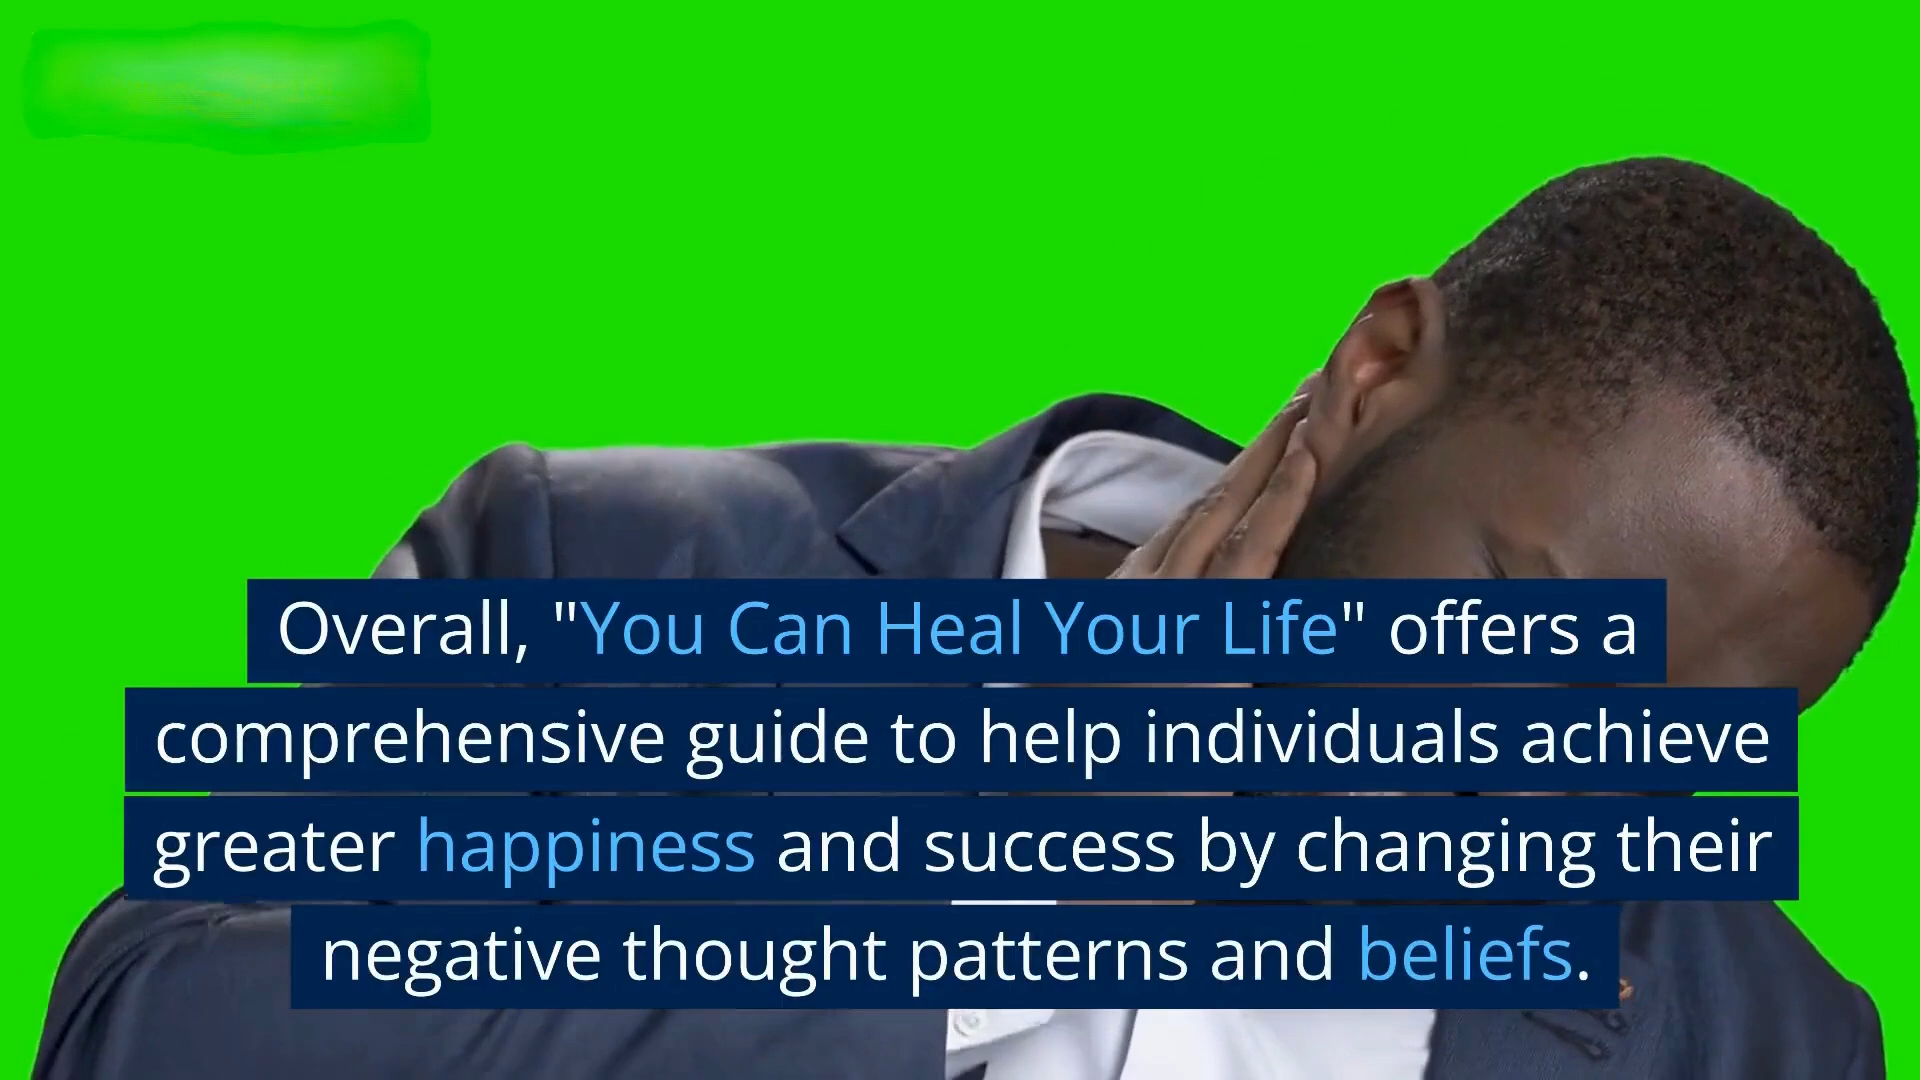 Overall, "You Can Heal Your Life" offers a
comprehensive guide to help individuals achieve
greater happiness and success by changing their
negative thought patterns and beliefs.